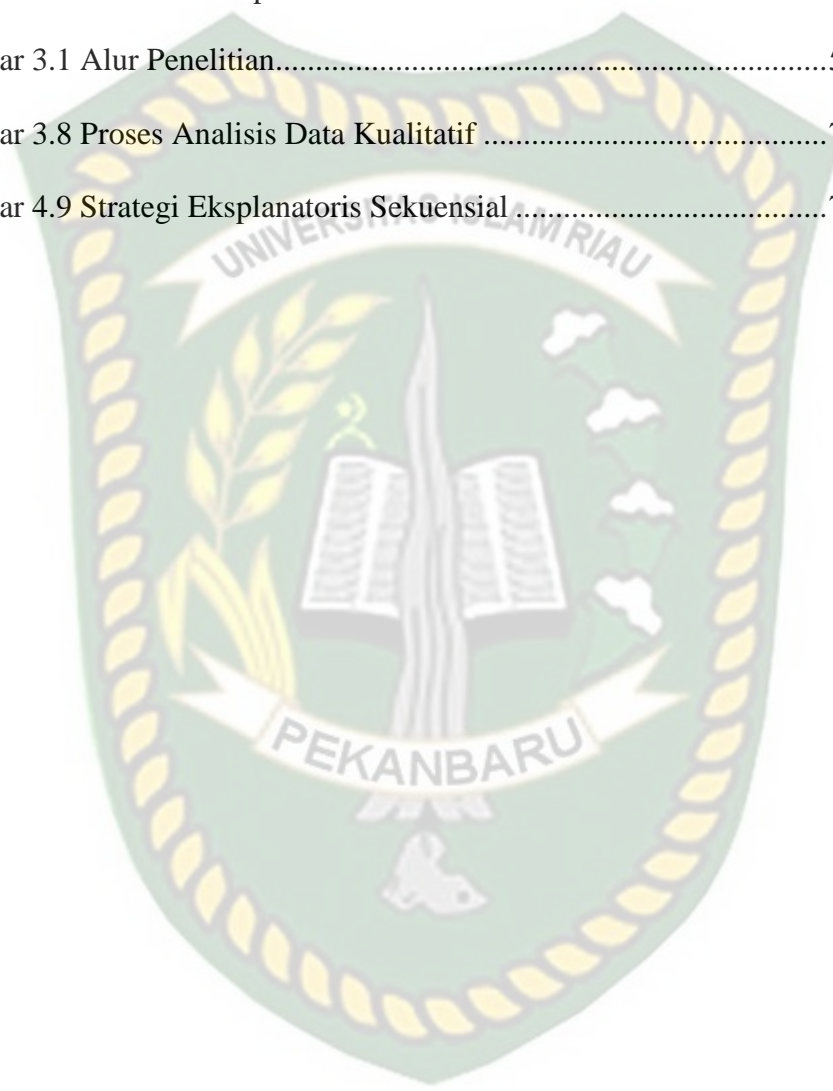 ar 3.1 Alur Penelitian
ar 3.8 Proses Analisis Data Kualitatif
ar 4.9 Strategi Eksplanatoris Sekuensial
UNIVERSITAS ISLAM RIAU
PEKANBARU